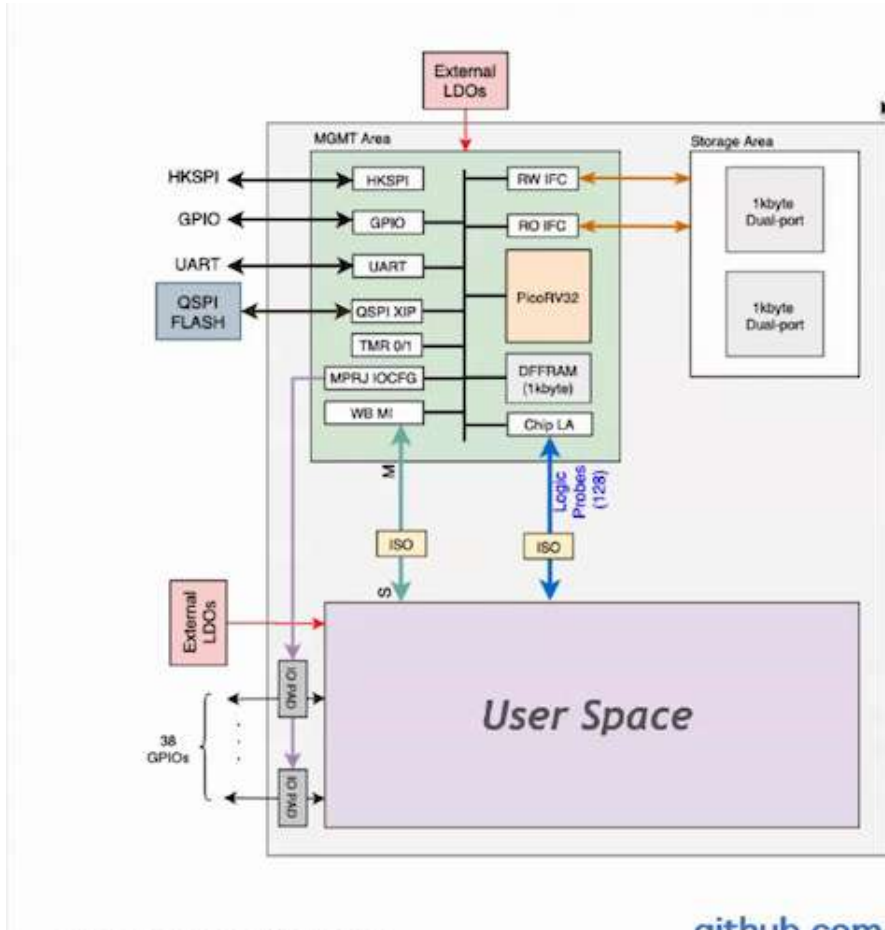 External
LDOs
MGMT Area
Storage Area
HKSPI
HKSPI
RW IFC
1kbyte
Dual-port
GPIO
GPIO
RO IFC
UART
UART
PicoRV32
QSPI
FLASH
QSPI XIP
1kbyte
Dual-port
TMR 0/1
MPRJ IOCFG
DFFRAM
(1kbyte)
WB MI
Chip LA
M
Logic
Probes
(128)
ISO
ISO
S
External
LDOs
IO PAD
User Space
38
GPIOs
IO PAD
github.com